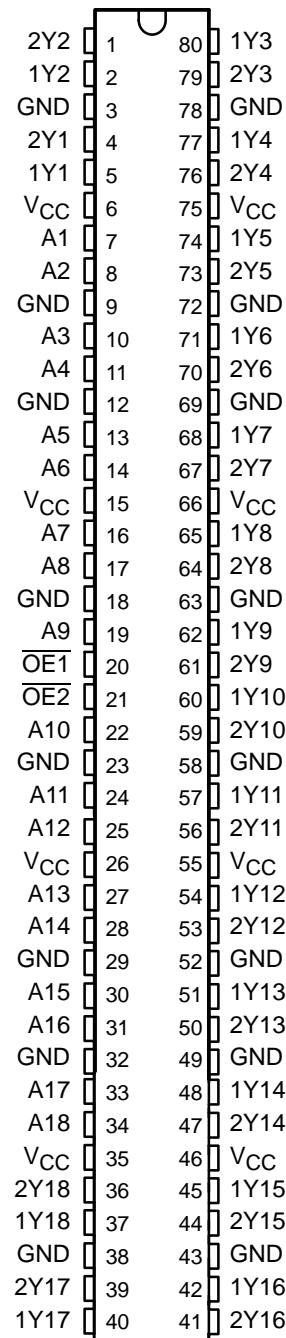 2Y2 1 80 1Y3
1Y2 2 79 2Y3
GND 3 78 GND
2Y1 4 77 1Y4
1Y1 5 76 2Y4
VCC 6 75 VCC
A1 7 74 1Y5
A2 8 73 2Y5
GND 9 72 GND
A3 10 71 1Y6
A4 11 70 2Y6
GND 12 69 GND
A5 13 68 1Y7
A6 14 67 2Y7
VCC 15 66 VCC
A7 16 65 1Y8
A8 17 64 2Y8
GND 18 63 GND
A9 19 62 1Y9
OE1 20 61 2Y9
OE2 21 60 1Y10
A10 22 59 2Y10
GND 23 58 GND
A11 24 57 1Y11
A12 25 56 2Y11
VCC 26 55 VCC
A13 27 54 1Y12
A14 28 53 2Y12
GND 29 52 GND
A15 30 51 1Y13
A16 31 50 2Y13
GND 32 49 GND
A17 33 48 1Y14
A18 34 47 2Y14
VCC 35 46 VCC
2Y18 36 45 1Y15
1Y18 37 44 2Y15
GND 38 43 GND
2Y17 39 42 1Y16
1Y17 40 41 2Y16